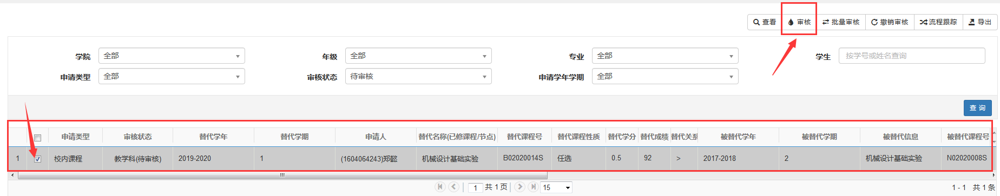 查看 审核 批量审核 撤销审核 流程跟踪 导出
学院 全部 年级 全部 专业 全部 学生 按学号或姓名查询
申请类型 全部 审核状态 待审核 申请学年学期 全部
查 询
申请类型 审核状态 替代学年 替代学期 申请人 替代名称(已修课程/节点) 替代课程号 替代课程性质 替代学分 替代成绩 替代关系 被替代学年 被替代学期 被替代信息 被替代课程号
1 校内课程 教学科(待审核) 2019-2020 1 (1604064243)郑懿 机械设计基础实验 B02020014S 任选 0.5 92 > 2017-2018 2 机械设计基础实验 N02020008S
1 共 1 页 15 1 - 1 共 1 条